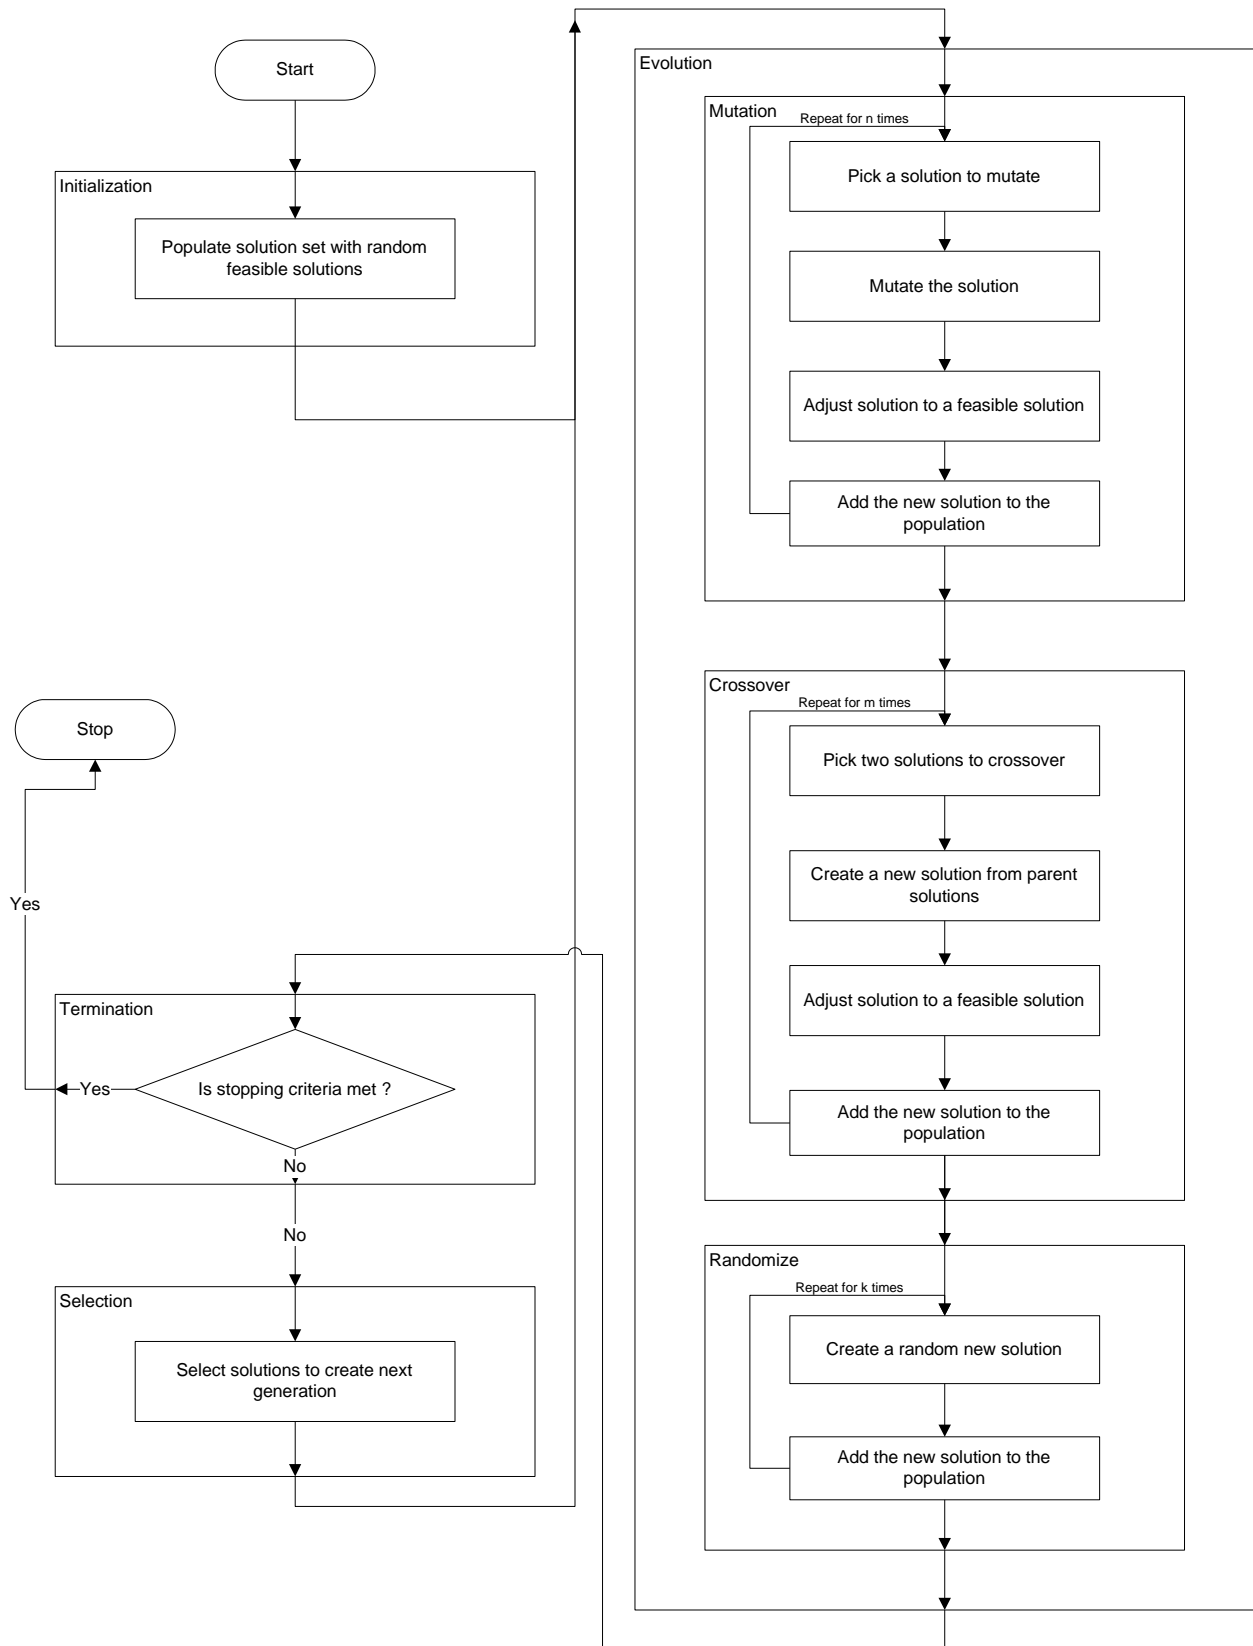 Start
Initialization
Populate solution set with random
feasible solutions
Stop
Yes
Termination
Is stopping criteria met ?
Yes
No
No
Selection
Select solutions to create next
generation
Evolution
Mutation
Repeat for n times
Pick a solution to mutate
Mutate the solution
Adjust solution to a feasible solution
Add the new solution to the
population
Crossover
Repeat for m times
Pick two solutions to crossover
Create a new solution from parent
solutions
Adjust solution to a feasible solution
Add the new solution to the
population
Randomize
Repeat for k times
Create a random new solution
Add the new solution to the
population